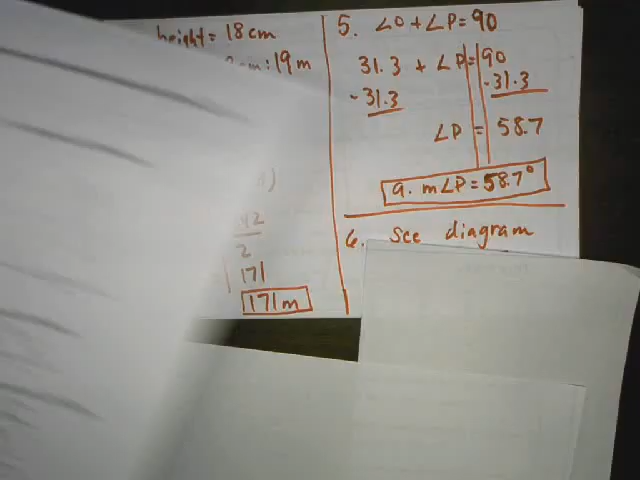 height = 18 cm
cm : 19 m
2
171
171 m
5. ∠O + ∠P = 90
31.3 + ∠P = 90
-31.3 -31.3
∠P = 58.7
a. m∠P = 58.7°
6. see diagram